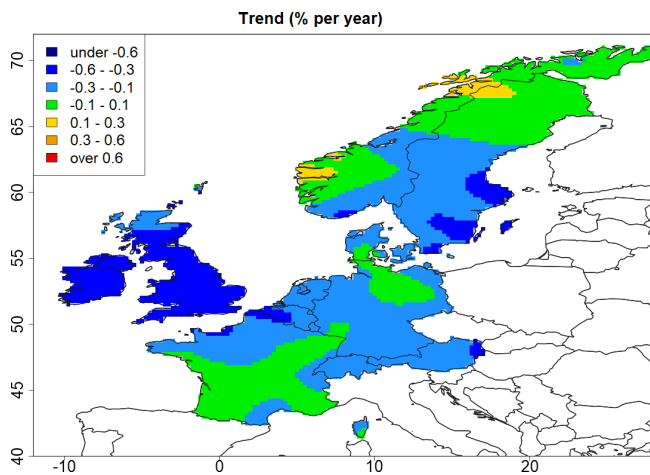 Trend (% per year)
under -0.6
-0.6 - -0.3
-0.3 - -0.1
-0.1 - 0.1
0.1 - 0.3
0.3 - 0.6
over 0.6
70
65
60
55
50
45
40
-10 0 10 20